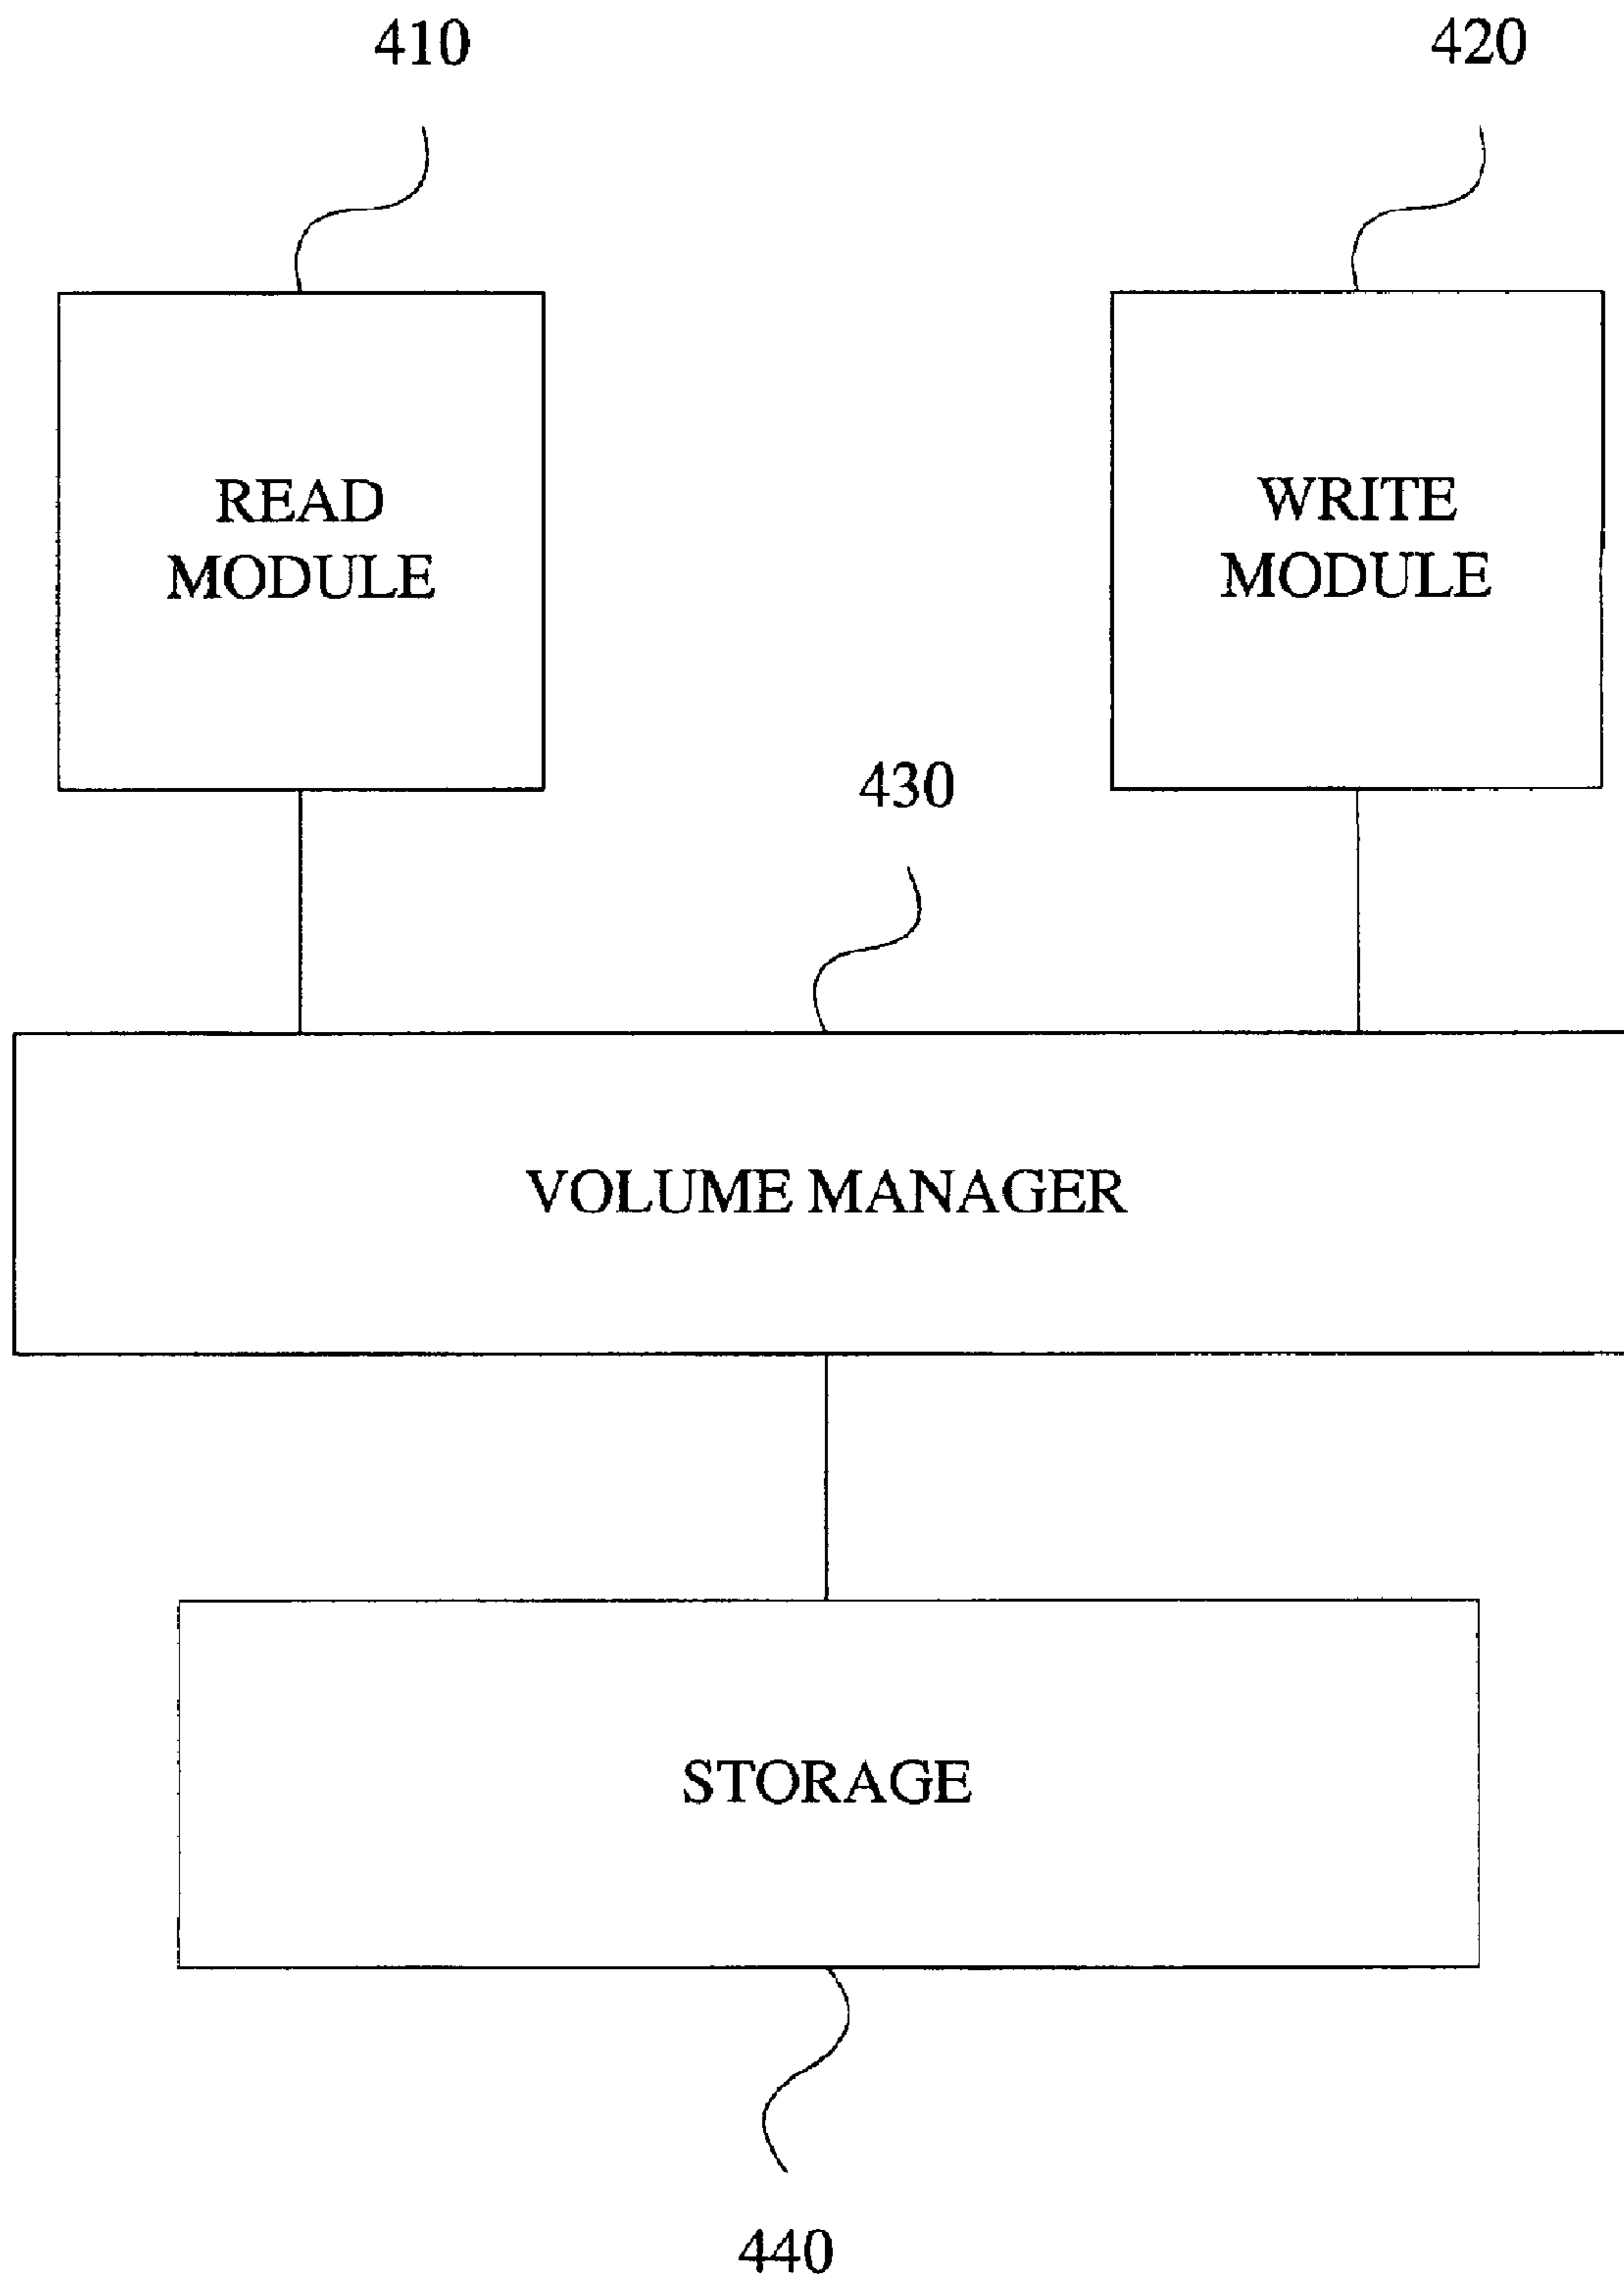 410
420
READ
MODULE
WRITE
MODULE
430
VOLUME MANAGER
STORAGE
440